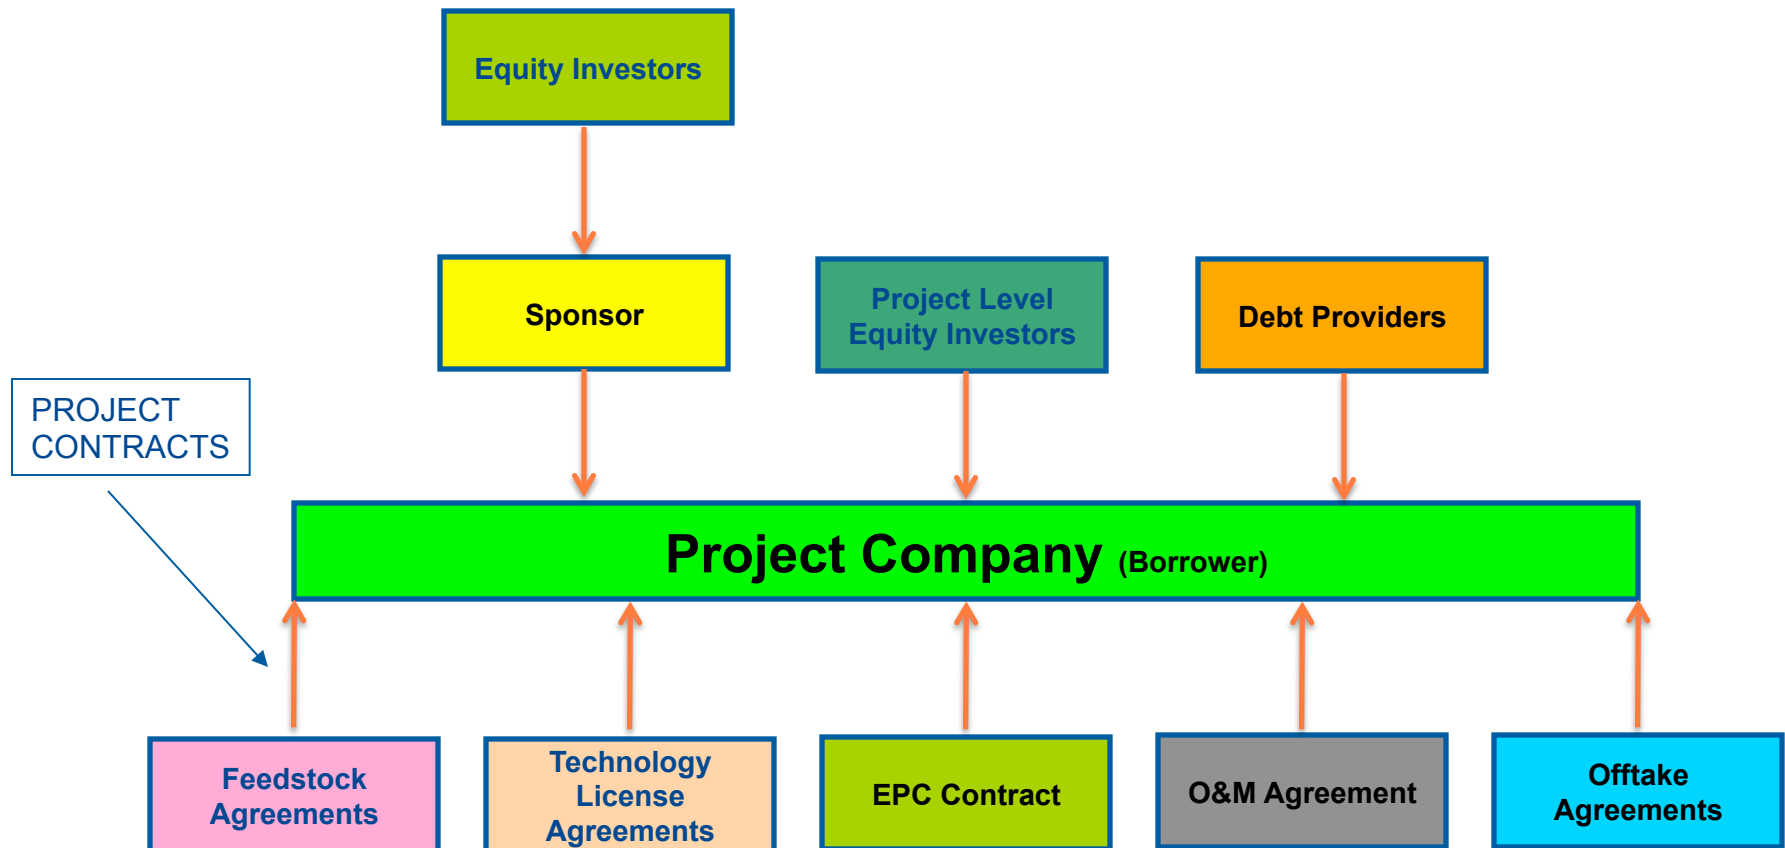 Equity Investors
Sponsor
Project Level
Equity Investors
Debt Providers
PROJECT
CONTRACTS
Project Company (Borrower)
Feedstock
Agreements
Technology
License
Agreements
EPC Contract
O&M Agreement
Offtake
Agreements